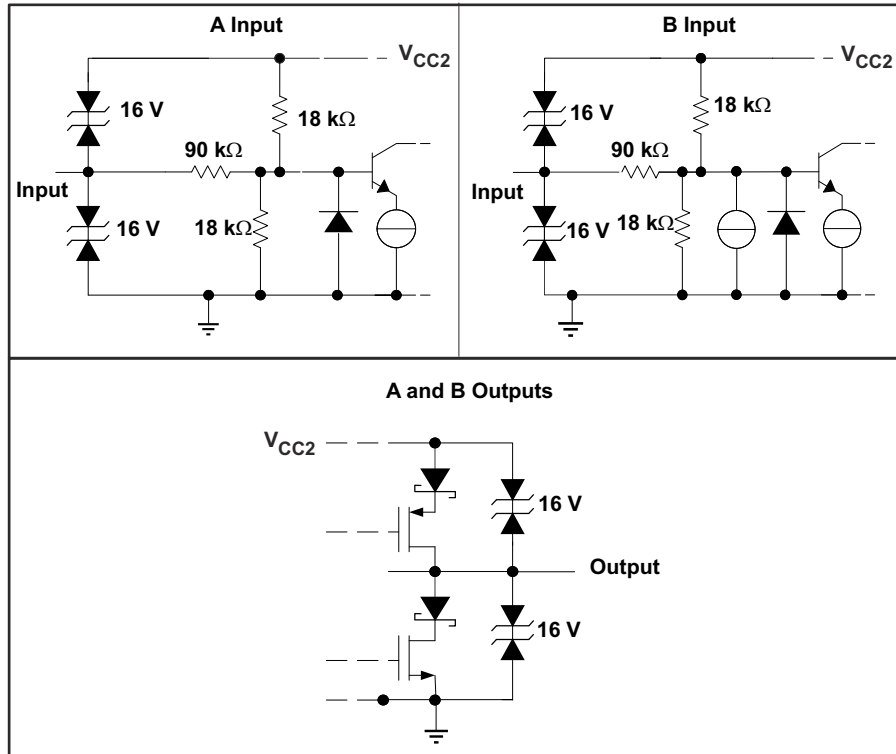 A Input
VCC2
16 V
18 kΩ
90 kΩ
Input
16 V
18 kΩ
B Input
VCC2
16 V
18 kΩ
90 kΩ
Input
16 V
18 kΩ
A and B Outputs
VCC2
16 V
Output
16 V